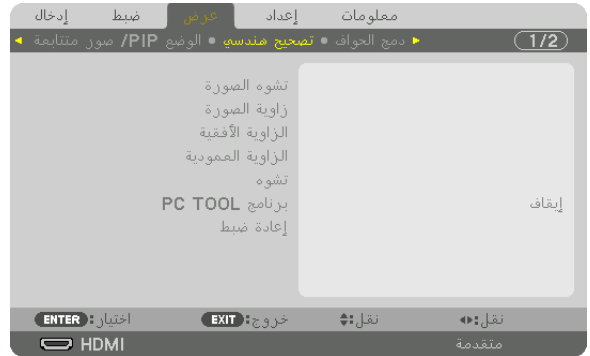 إدخال ضبط عرض إعداد معلومات
الوضع PIP/ صور متتابعة ● تصحيح هندسي ● دمج الحواف 1/2
تشوه الصورة
زاوية الصورة
الزاوية الأفقية
الزاوية العمودية
تشوه
برنامج PC TOOL إيقاف
إعادة ضبط
ENTER: اختيار EXIT: خروج نقل: نقل:
HDMI متقدمة